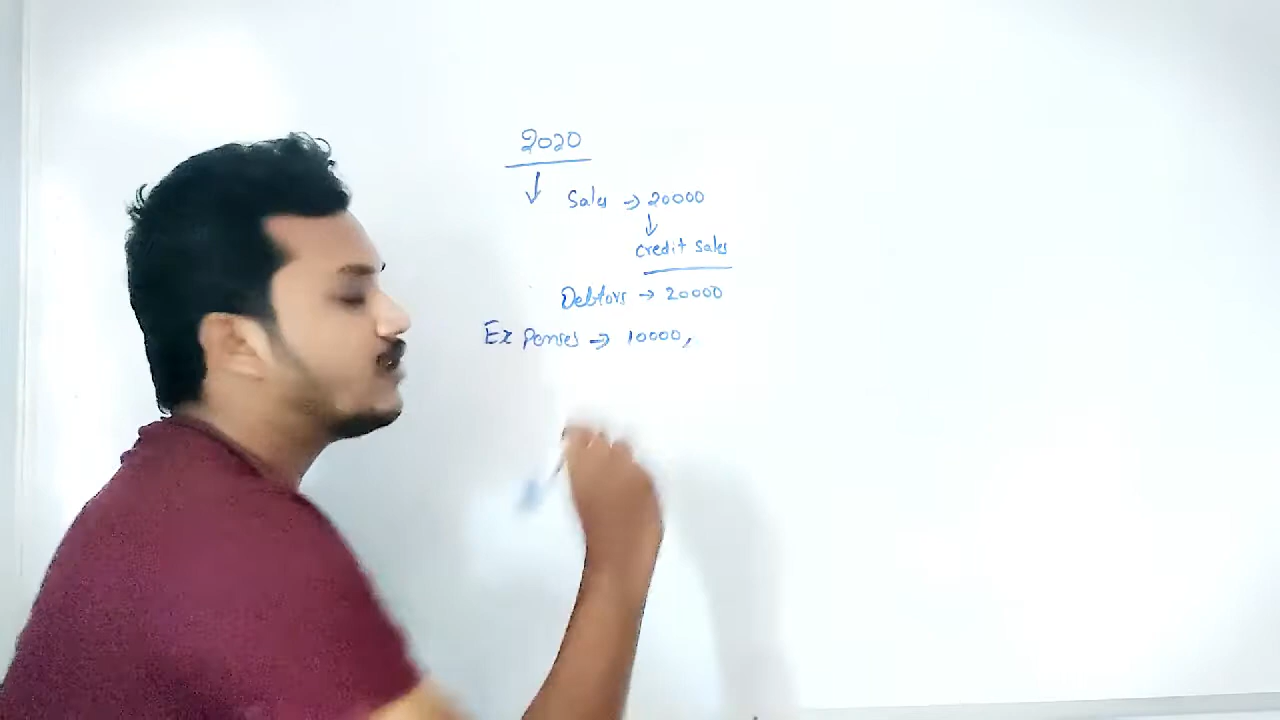 2020
↓ Sales → 20000
↓
credit sales
Debtors → 20000
Expenses → 10000,